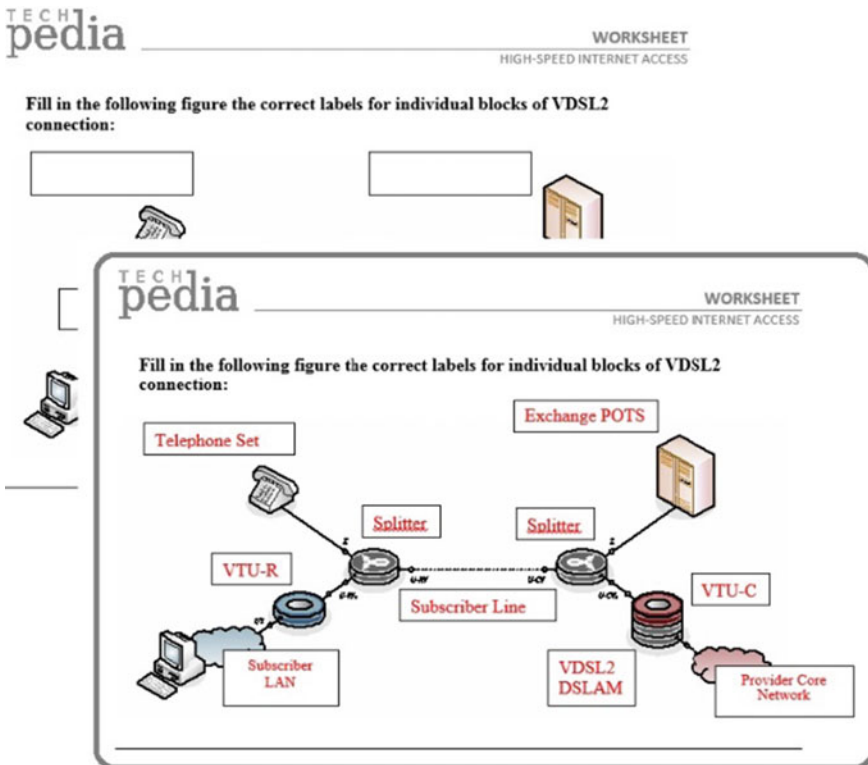 TECH
pedia
WORKSHEET
HIGH-SPEED INTERNET ACCESS
Fill in the following figure the correct labels for individual blocks of VDSL2
connection:
TECH
pedia
WORKSHEET
HIGH-SPEED INTERNET ACCESS
Fill in the following figure the correct labels for individual blocks of VDSL2
connection:
Exchange POTS
Telephone Set
Splitter
Splitter
VTU-R
VTU-C
Subscriber Line
Subscriber
LAN
VDSL2
DSLAM
Provider Core
Network